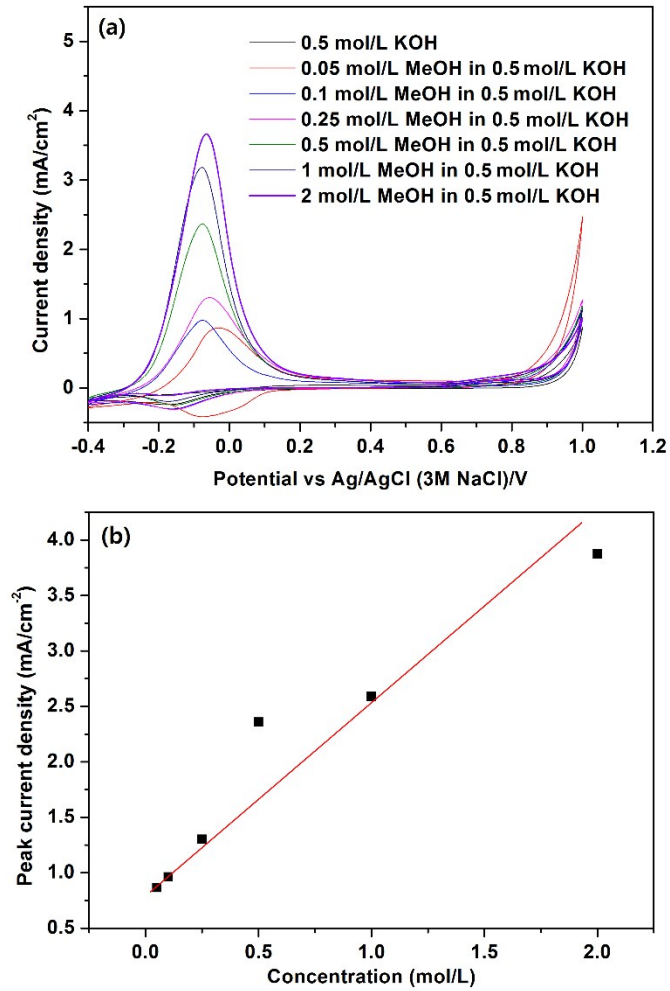 (a)
0.5 mol/L KOH
0.05 mol/L MeOH in 0.5 mol/L KOH
0.1 mol/L MeOH in 0.5 mol/L KOH
0.25 mol/L MeOH in 0.5 mol/L KOH
0.5 mol/L MeOH in 0.5 mol/L KOH
1 mol/L MeOH in 0.5 mol/L KOH
2 mol/L MeOH in 0.5 mol/L KOH
Current density (mA/cm²)
5
4
3
2
1
0
-0.4 -0.2 0.0 0.2 0.4 0.6 0.8 1.0 1.2
Potential vs Ag/AgCl (3M NaCl)/V
(b)
Peak current density (mA/cm⁻²)
4.0
3.5
3.0
2.5
2.0
1.5
1.0
0.5
0.0 0.5 1.0 1.5 2.0
Concentration (mol/L)